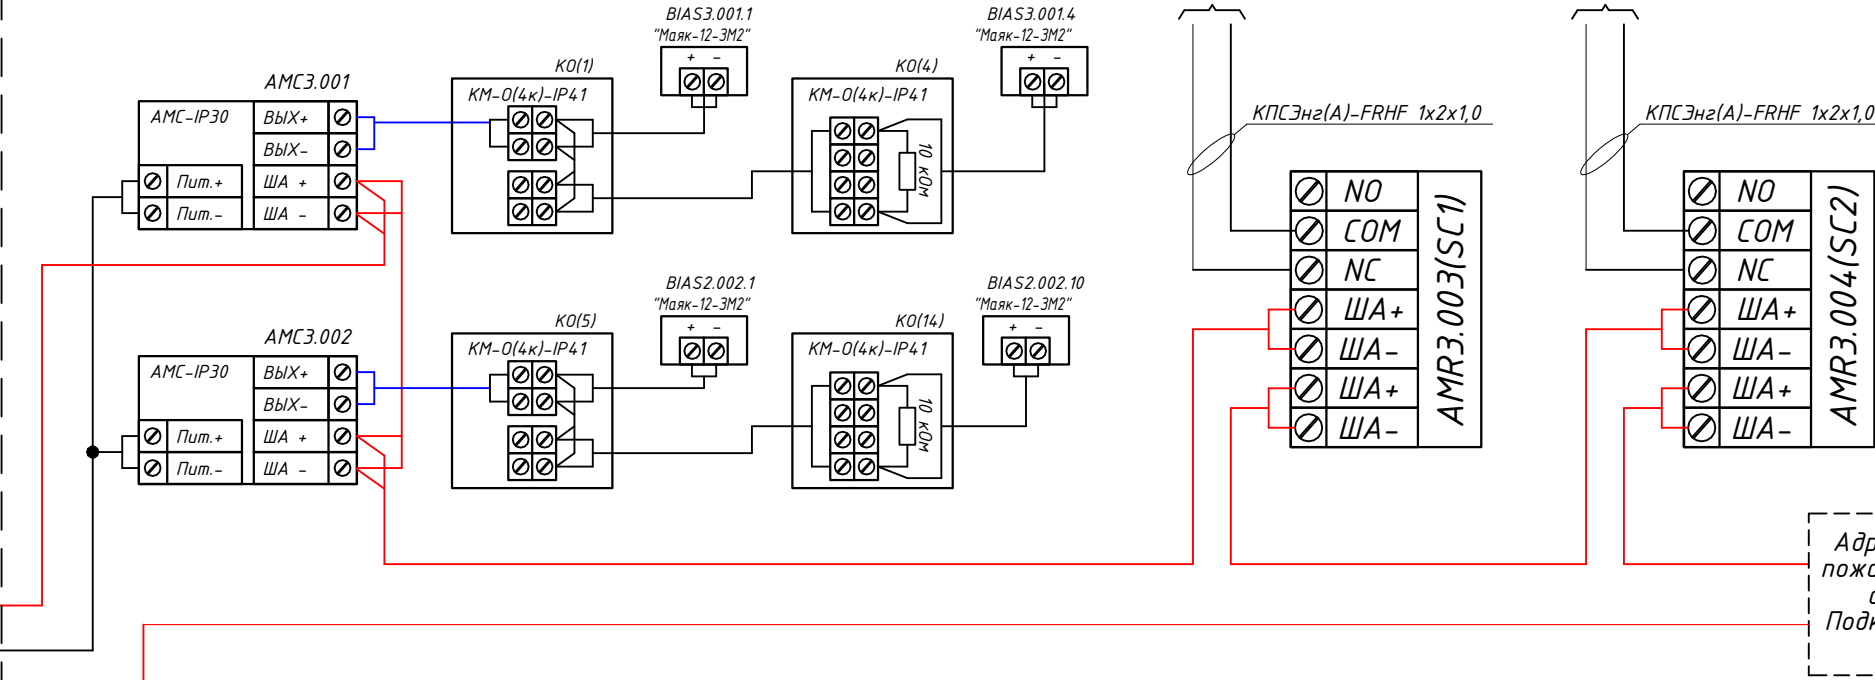 BIAS3.001.1
"Маяк-12-3М2"
BIAS3.001.4
"Маяк-12-3М2"
АМС3.001
КО(1)
КО(4)
АМС-IP30
ВЫХ+
ВЫХ-
Пит.+
ША +
Пит.-
ША -
КМ-О(4к)-IP41
+ -
КМ-О(4к)-IP41
10 кОм
+ -
КПСЭнг(А)-FRHF 1х2х1,0
КПСЭнг(А)-FRHF 1х2х1,0
NO
COM
NC
ША+
ША-
ША+
ША-
AMR3.003(SC1)
NO
COM
NC
ША+
ША-
ША+
ША-
AMR3.004(SC2)
BIAS2.002.1
"Маяк-12-3М2"
BIAS2.002.10
"Маяк-12-3М2"
АМС3.002
КО(5)
КО(14)
АМС-IP30
ВЫХ+
ВЫХ-
Пит.+
ША +
Пит.-
ША -
КМ-О(4к)-IP41
+ -
КМ-О(4к)-IP41
10 кОм
+ -
Адр
Подк